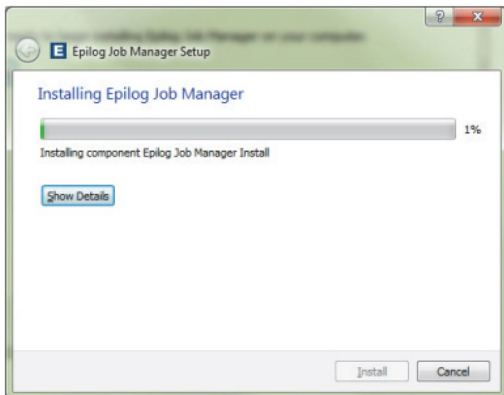 E Epilog Job Manager Setup
Installing Epilog Job Manager
1%
Installing component Epilog Job Manager Install
Show Details
Install Cancel